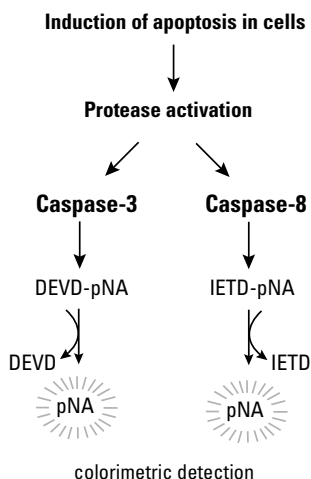 Induction of apoptosis in cells
Protease activation
Caspase-3 Caspase-8
DEVD-pNA IETD-pNA
DEVD IETD
pNA pNA
colorimetric detection